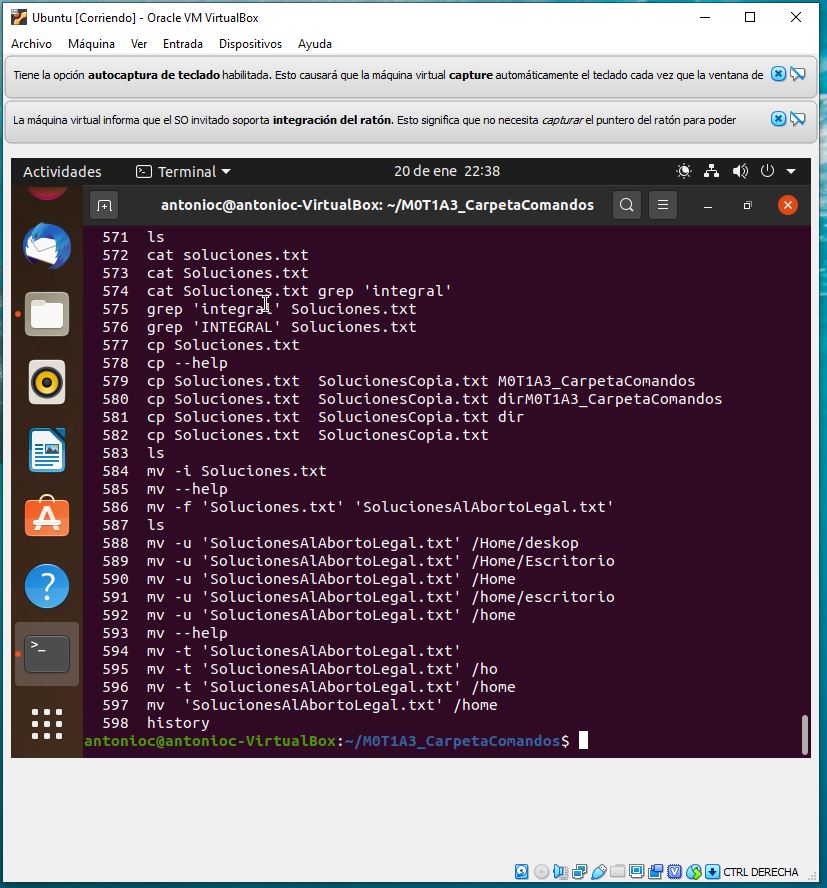 Ubuntu [Corriendo] - Oracle VM VirtualBox
Archivo Máquina Ver Entrada Dispositivos Ayuda
Tiene la opción autocaptura de teclado habilitada. Esto causará que la máquina virtual capture automáticamente el teclado cada vez que la ventana de
La máquina virtual informa que el SO invitado soporta integración del ratón. Esto significa que no necesita capturar el puntero del ratón para poder
Actividades Terminal 20 de ene 22:38
antonioc@antonioc-VirtualBox: ~/M0T1A3_CarpetaComandos
571 ls
572 cat soluciones.txt
573 cat Soluciones.txt
574 cat Soluciones.txt grep 'integral'
575 grep 'integral' Soluciones.txt
576 grep 'INTEGRAL' Soluciones.txt
577 cp Soluciones.txt
578 cp --help
579 cp Soluciones.txt  SolucionesCopia.txt M0T1A3_CarpetaComandos
580 cp Soluciones.txt  SolucionesCopia.txt dirM0T1A3_CarpetaComandos
581 cp Soluciones.txt  SolucionesCopia.txt dir
582 cp Soluciones.txt  SolucionesCopia.txt
583 ls
584 mv -i Soluciones.txt
585 mv --help
586 mv -f 'Soluciones.txt' 'SolucionesAlAbortoLegal.txt'
587 ls
588 mv -u 'SolucionesAlAbortoLegal.txt' /Home/deskop
589 mv -u 'SolucionesAlAbortoLegal.txt' /Home/Escritorio
590 mv -u 'SolucionesAlAbortoLegal.txt' /Home
591 mv -u 'SolucionesAlAbortoLegal.txt' /home/escritorio
592 mv -u 'SolucionesAlAbortoLegal.txt' /home
593 mv --help
594 mv -t 'SolucionesAlAbortoLegal.txt'
595 mv -t 'SolucionesAlAbortoLegal.txt' /ho
596 mv -t 'SolucionesAlAbortoLegal.txt' /home
597 mv  'SolucionesAlAbortoLegal.txt' /home
598 history
antonioc@antonioc-VirtualBox:~/M0T1A3_CarpetaComandos$
CTRL DERECHA